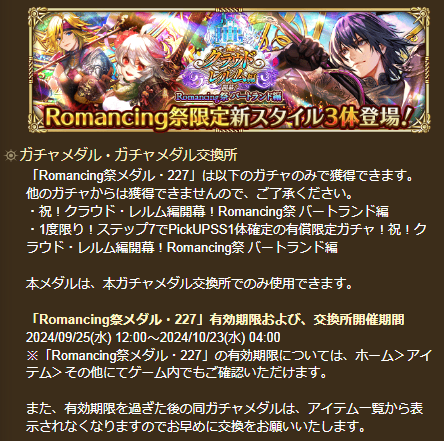 クラウド・レルム編
開幕!
Romancing祭 バートランド編
Romancing祭限定新スタイル3体登場!
ガチャメダル・ガチャメダル交換所
「Romancing祭メダル・227」は以下のガチャのみで獲得できます。
他のガチャからは獲得できませんので、ご了承ください。
・祝！クラウド・レルム編開幕！Romancing祭 バートランド編
・1度限り！ステップ7でPickUPSS1体確定の有償限定ガチャ！祝！ク
ラウド・レルム編開幕！Romancing祭 バートランド編
本メダルは、本ガチャメダル交換所でのみ使用できます。
「Romancing祭メダル・227」有効期限および、交換所開催期間
2024/09/25(水) 12:00～2024/10/23(水) 04:00
※「Romancing祭メダル・227」の有効期限については、ホーム＞アイ
テム＞その他にてゲーム内でもご確認いただけます。
また、有効期限を過ぎた後の同ガチャメダルは、アイテム一覧から表
示されなくなりますのでお早めに交換をお願いいたします。